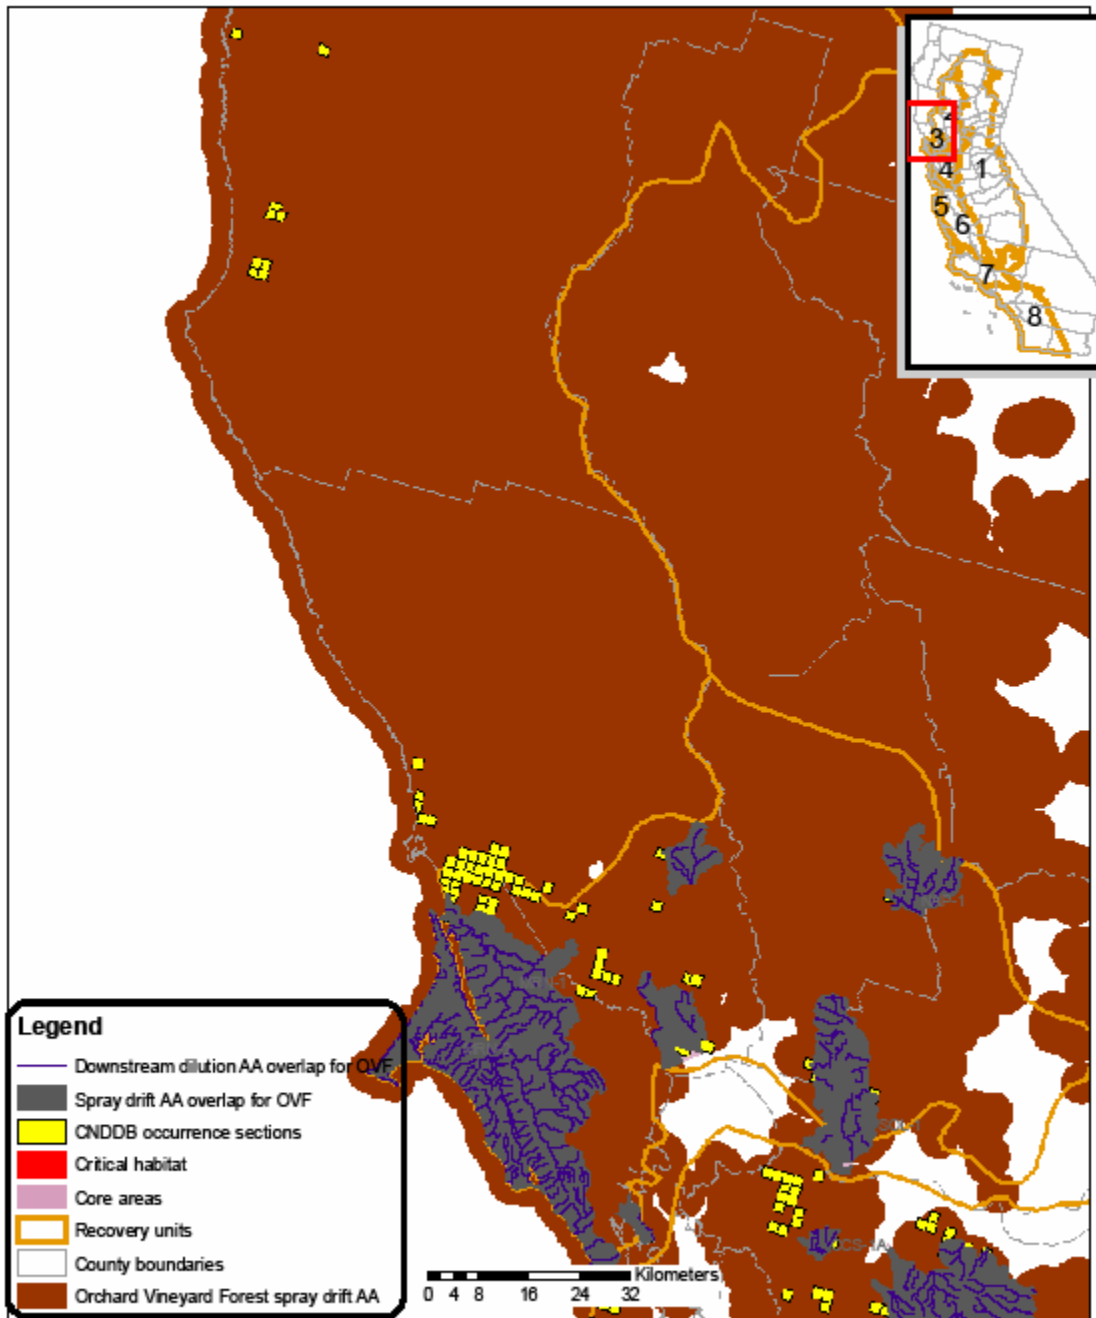 2
3
4
1
5
6
7
8
Legend
Downstream dilution AA overlap for OVF
Spray drift AA overlap for OVF
CNDDB occurrence sections
Critical habitat
Core areas
Recovery units
County boundaries
Orchard Vineyard Forest spray drift AA
Kilometers
0 4 8 16 24 32